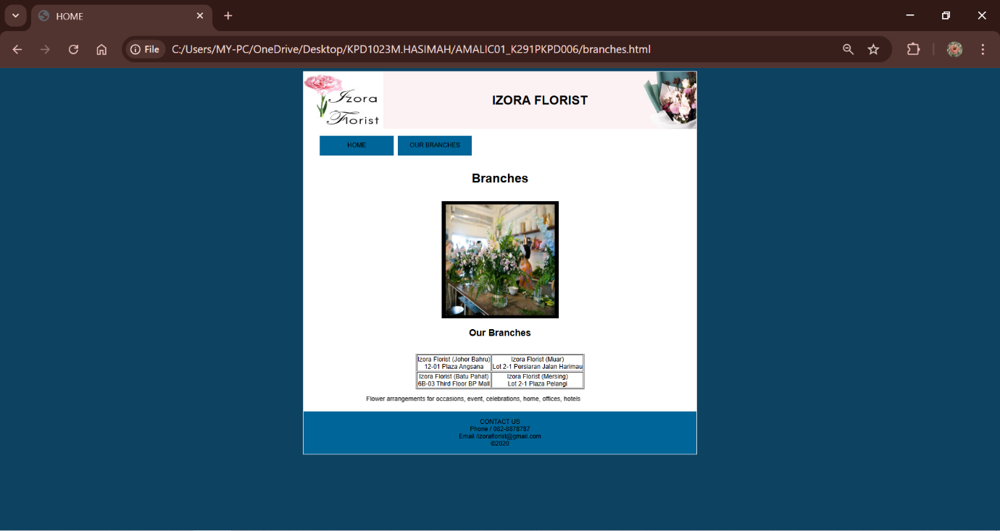 HOME
File C:/Users/MY-PC/OneDrive/Desktop/KPD1023M.HASIMAH/AMALIC01_K291PKPD006/branches.html
Izora
Florist
IZORA FLORIST
HOME
OUR BRANCHES
Branches
Our Branches
Izora Florist (Johor Bahru)
12-01 Plaza Angsana
Izora Florist (Muar)
Lot 2-1 Persiaran Jalan Harimau
Izora Florist (Batu Pahat)
6B-03 Third Floor BP Mall
Izora Florist (Mersing)
Lot 2-1 Plaza Pelangi
Flower arrangements for occasions, event, celebrations, home, offices, hotels
CONTACT US
Phone / 082-8878787
Email /izoraflorist@gmail.com
©2020